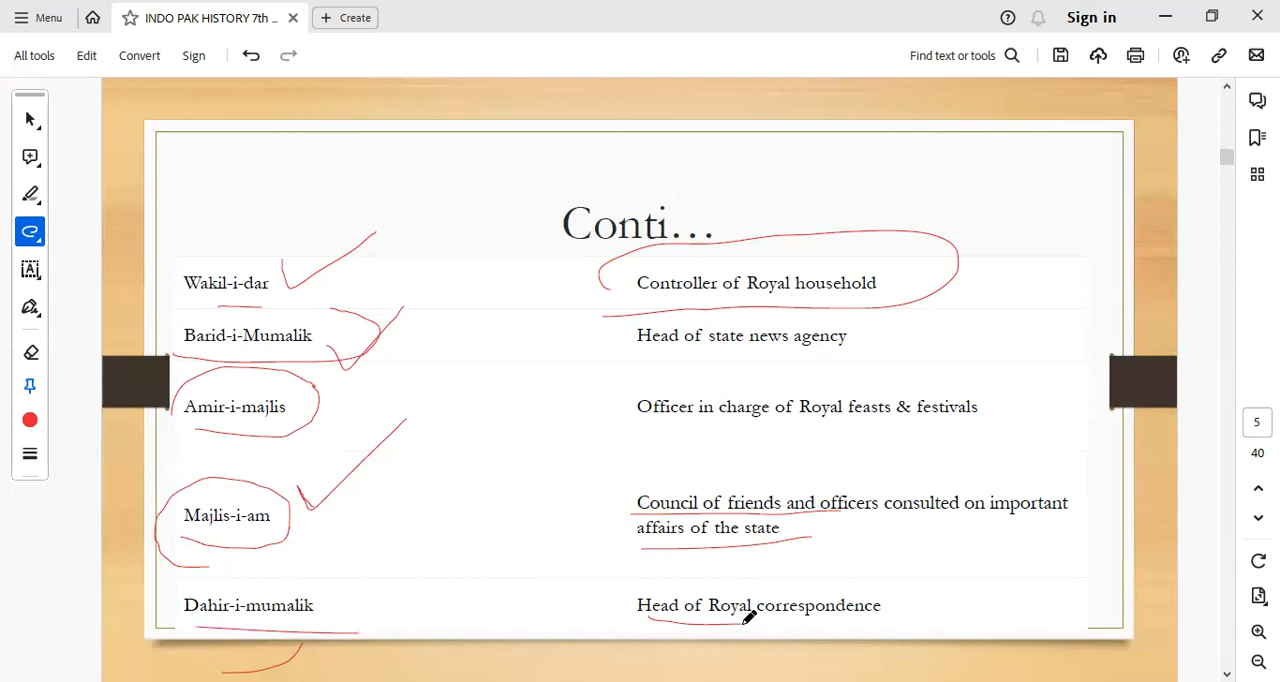 Menu
INDO PAK HISTORY 7th ...
Create
Sign in
All tools
Edit
Convert
Sign
Find text or tools
Conti...
Wakil-i-dar
Controller of Royal household
Barid-i-Mumalik
Head of state news agency
Amir-i-majlis
Officer in charge of Royal feasts & festivals
Majlis-i-am
Council of friends and officers consulted on important
affairs of the state
Dahir-i-mumalik
Head of Royal correspondence
5
40